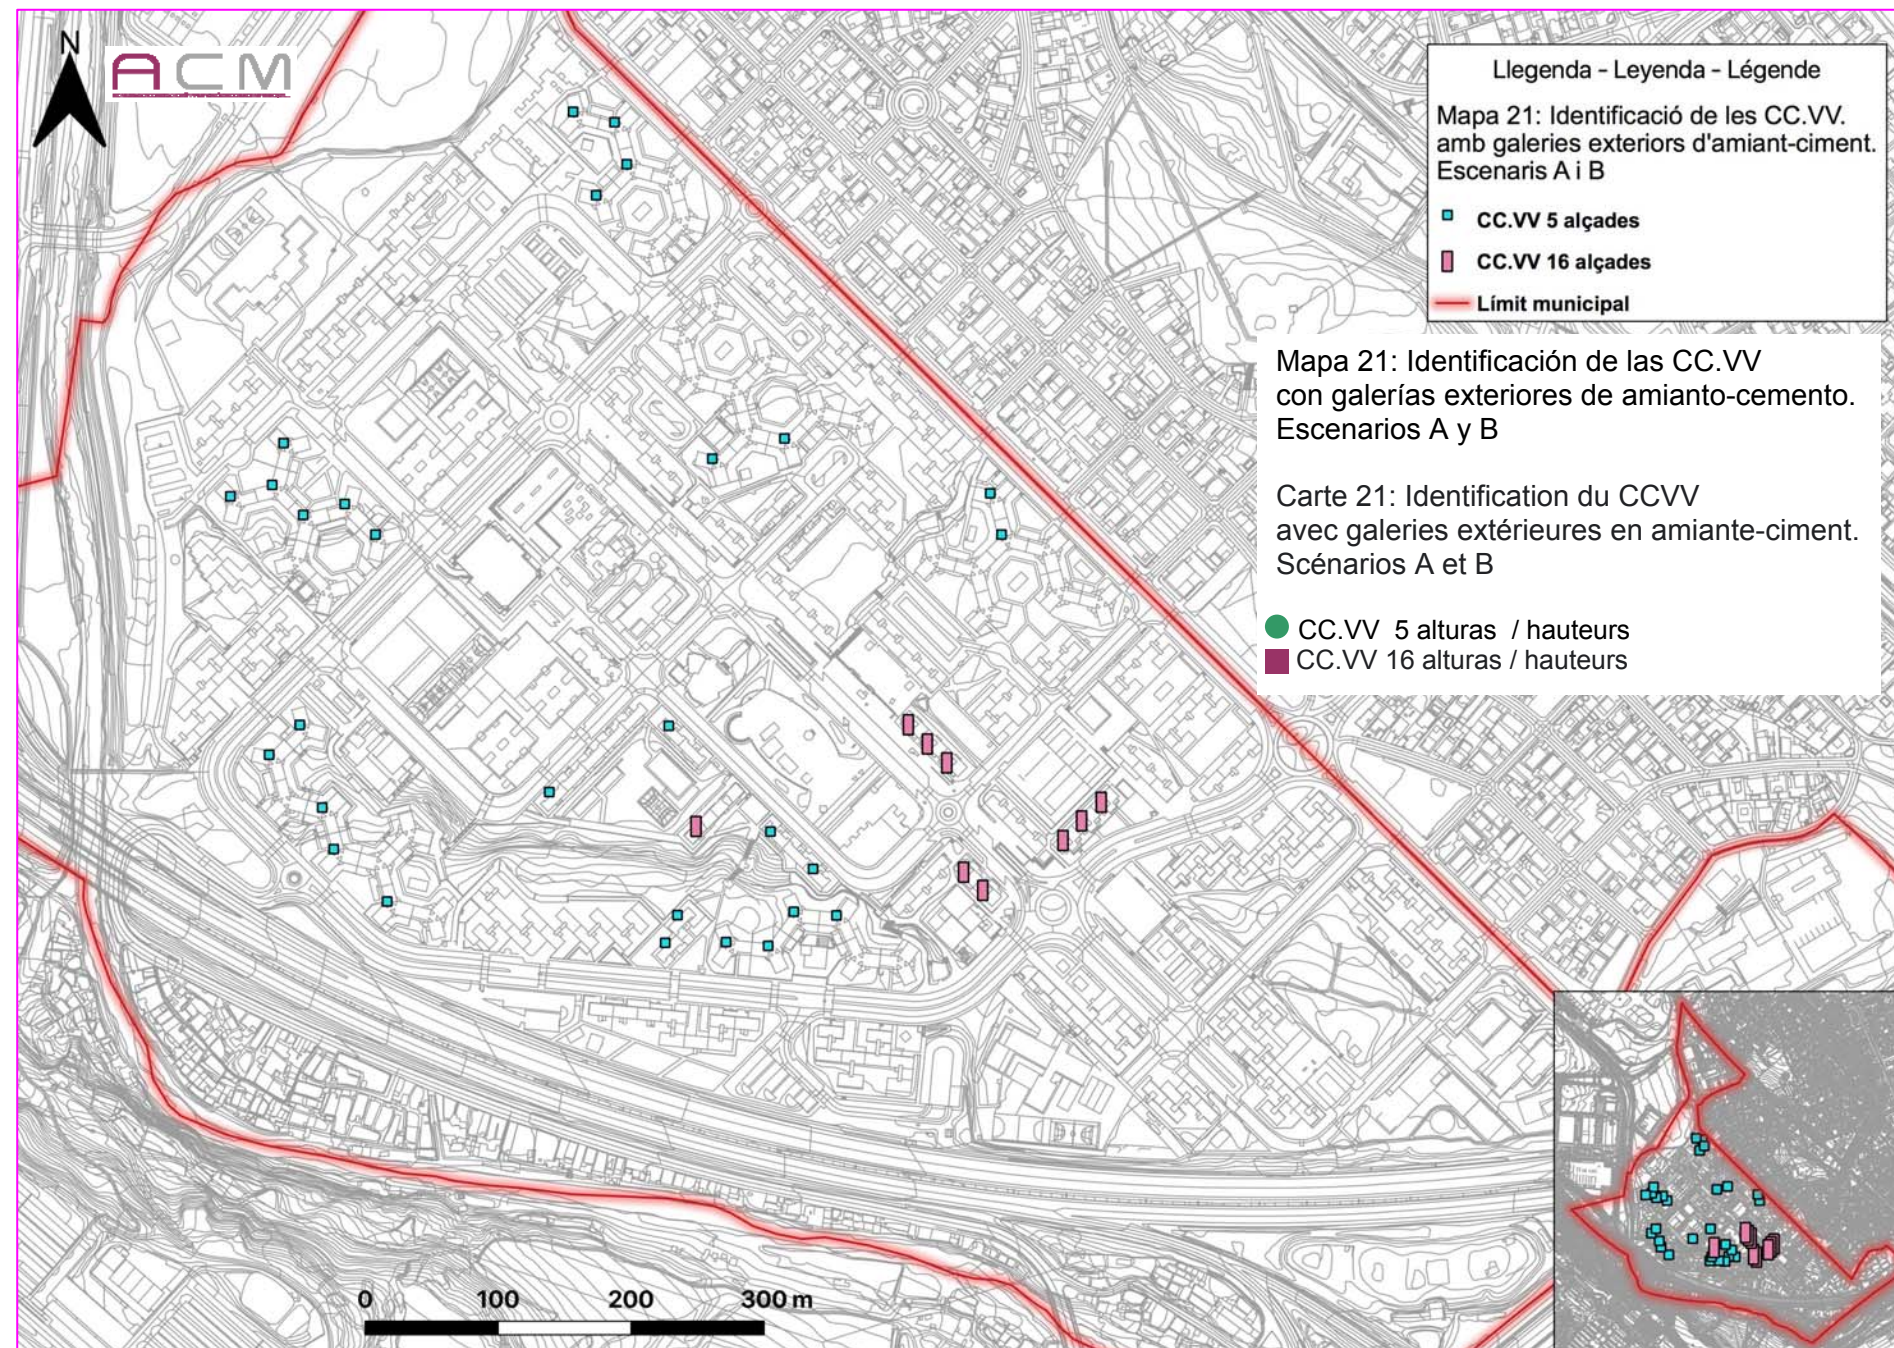 N
ACM
Llegenda - Leyenda - Légende
Mapa 21: Identificació de les CC.VV.
amb galeries exteriors d'amiant-ciment.
Escenaris A i B
CC.VV 5 alçades
CC.VV 16 alçades
Límit municipal
Mapa 21: Identificación de las CC.VV
con galerías exteriores de amianto-cemento.
Escenarios A y B
Carte 21: Identification du CCVV
avec galeries extérieures en amiante-ciment.
Scénarios A et B
CC.VV 5 alturas / hauteurs
CC.VV 16 alturas / hauteurs
0 100 200 300 m